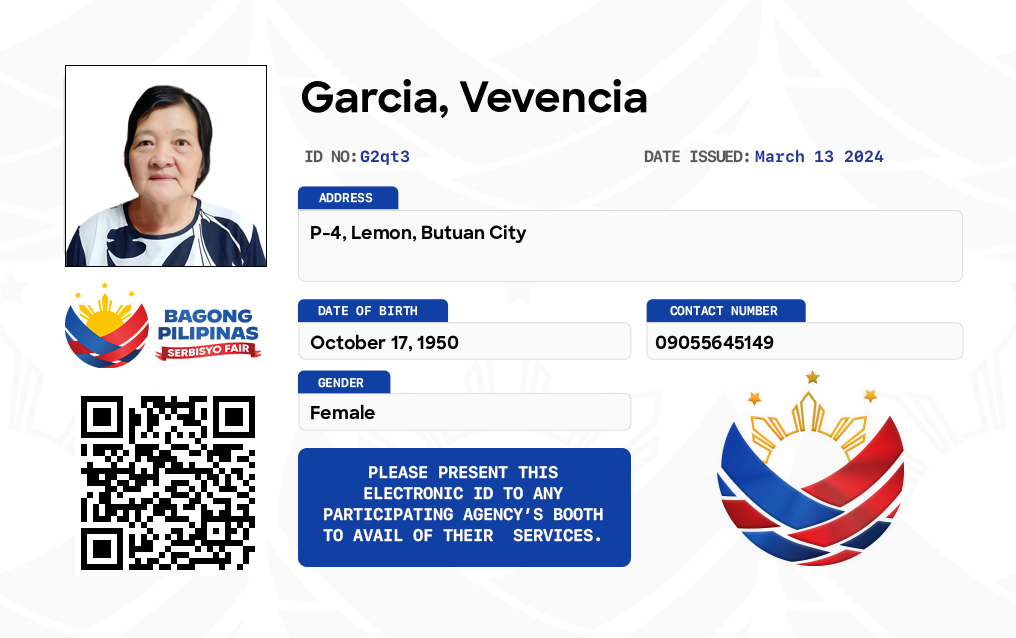 Garcia, Vevencia
ID NO: G2qt3
DATE ISSUED: March 13 2024
ADDRESS
P-4, Lemon, Butuan City
DATE OF BIRTH
October 17, 1950
CONTACT NUMBER
09055645149
GENDER
Female
BAGONG
PILIPINAS
SERBISYO FAIR
PLEASE PRESENT THIS
ELECTRONIC ID TO ANY
PARTICIPATING AGENCY'S BOOTH
TO AVAIL OF THEIR SERVICES.